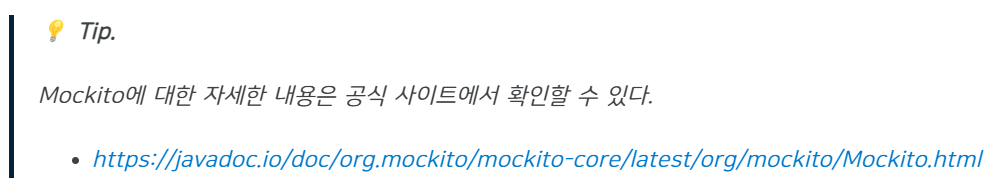 💡 Tip.
Mockito에 대한 자세한 내용은 공식 사이트에서 확인할 수 있다.
• https://javadoc.io/doc/org.mockito/mockito-core/latest/org/mockito/Mockito.html